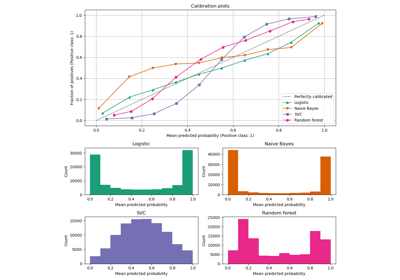 Calibration plots
Fraction of positives (Positive class: 1)
1.0
0.8
0.6
0.4
0.2
0.0
0.0 0.2 0.4 0.6 0.8 1.0
Mean predicted probability (Positive class: 1)
Perfectly calibrated
Logistic
Naive Bayes
SVC
Random forest
Logistic
Count
30000
20000
10000
0
0.0 0.2 0.4 0.6 0.8 1.0
Mean predicted probability
Naive Bayes
Count
40000
30000
20000
10000
0
0.0 0.2 0.4 0.6 0.8 1.0
Mean predicted probability
SVC
Count
15000
10000
5000
0
0.0 0.2 0.4 0.6 0.8 1.0
Mean predicted probability
Random forest
Count
25000
20000
15000
10000
5000
0
0.0 0.2 0.4 0.6 0.8 1.0
Mean predicted probability